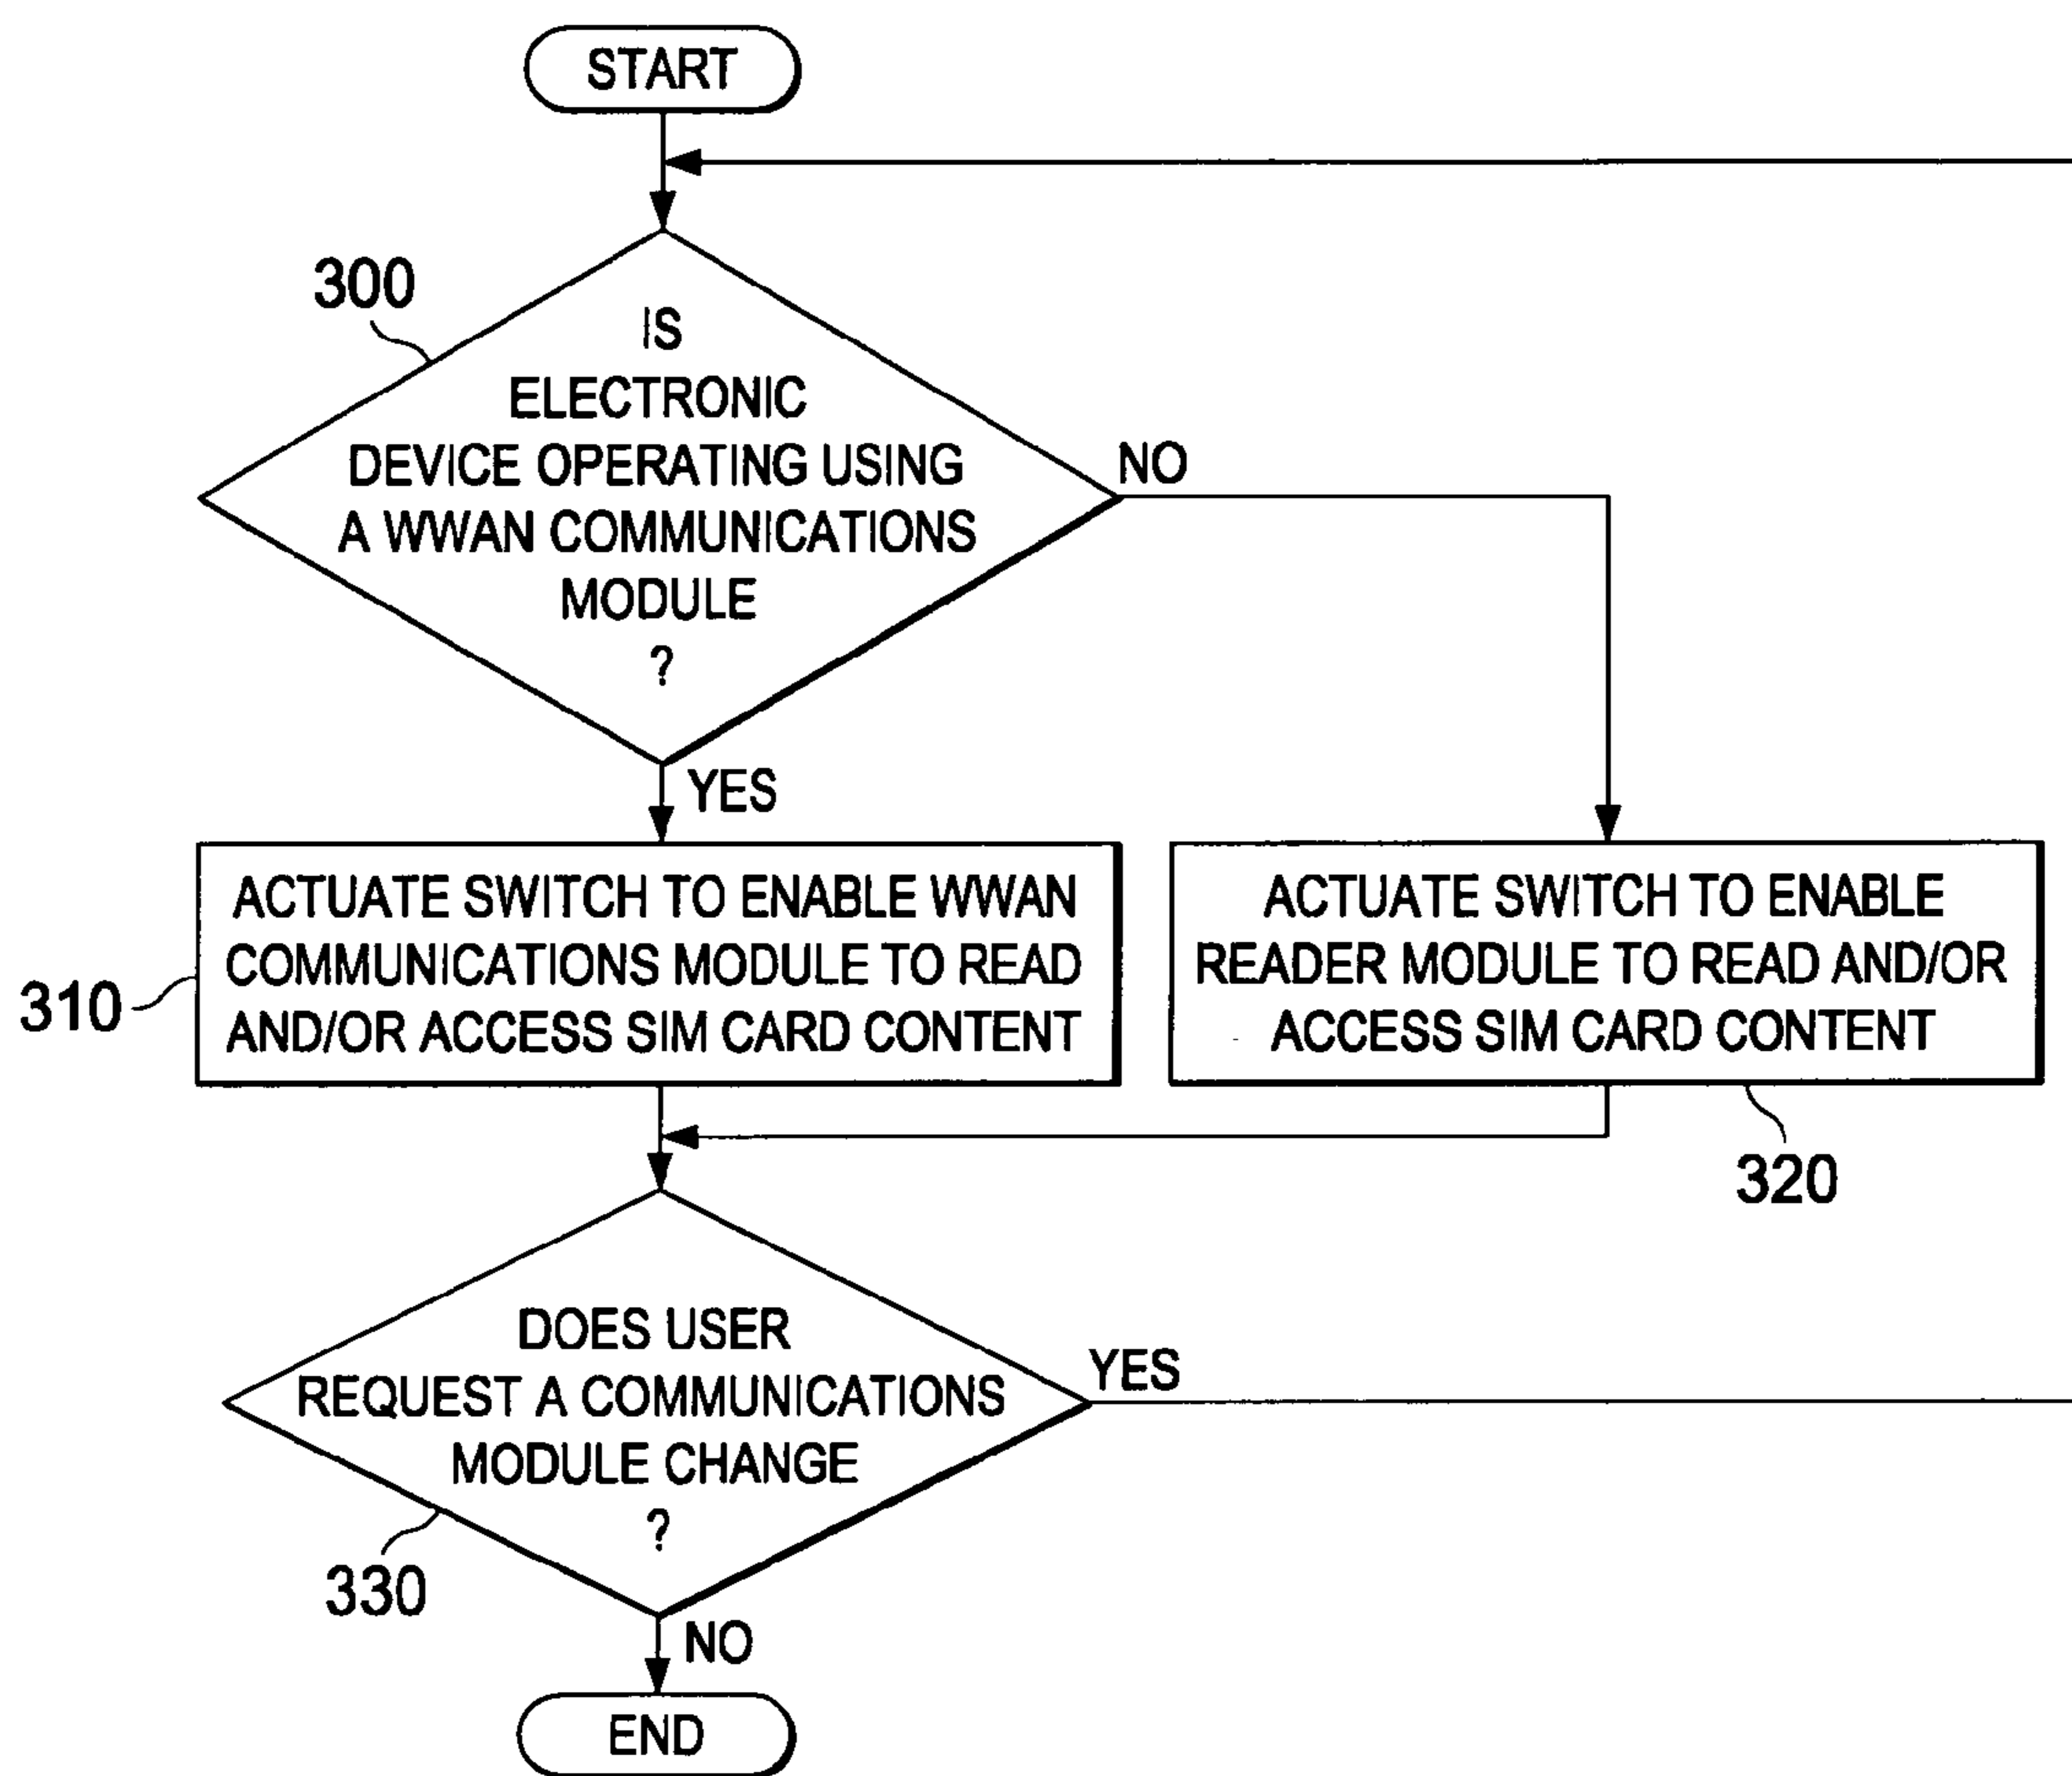 START
300
IS
ELECTRONIC
DEVICE OPERATING USING
A WWAN COMMUNICATIONS
MODULE
?
NO
YES
ACTUATE SWITCH TO ENABLE WWAN
COMMUNICATIONS MODULE TO READ
AND/OR ACCESS SIM CARD CONTENT
310
ACTUATE SWITCH TO ENABLE
READER MODULE TO READ AND/OR
ACCESS SIM CARD CONTENT
320
DOES USER
REQUEST A COMMUNICATIONS
MODULE CHANGE
?
YES
330
NO
END